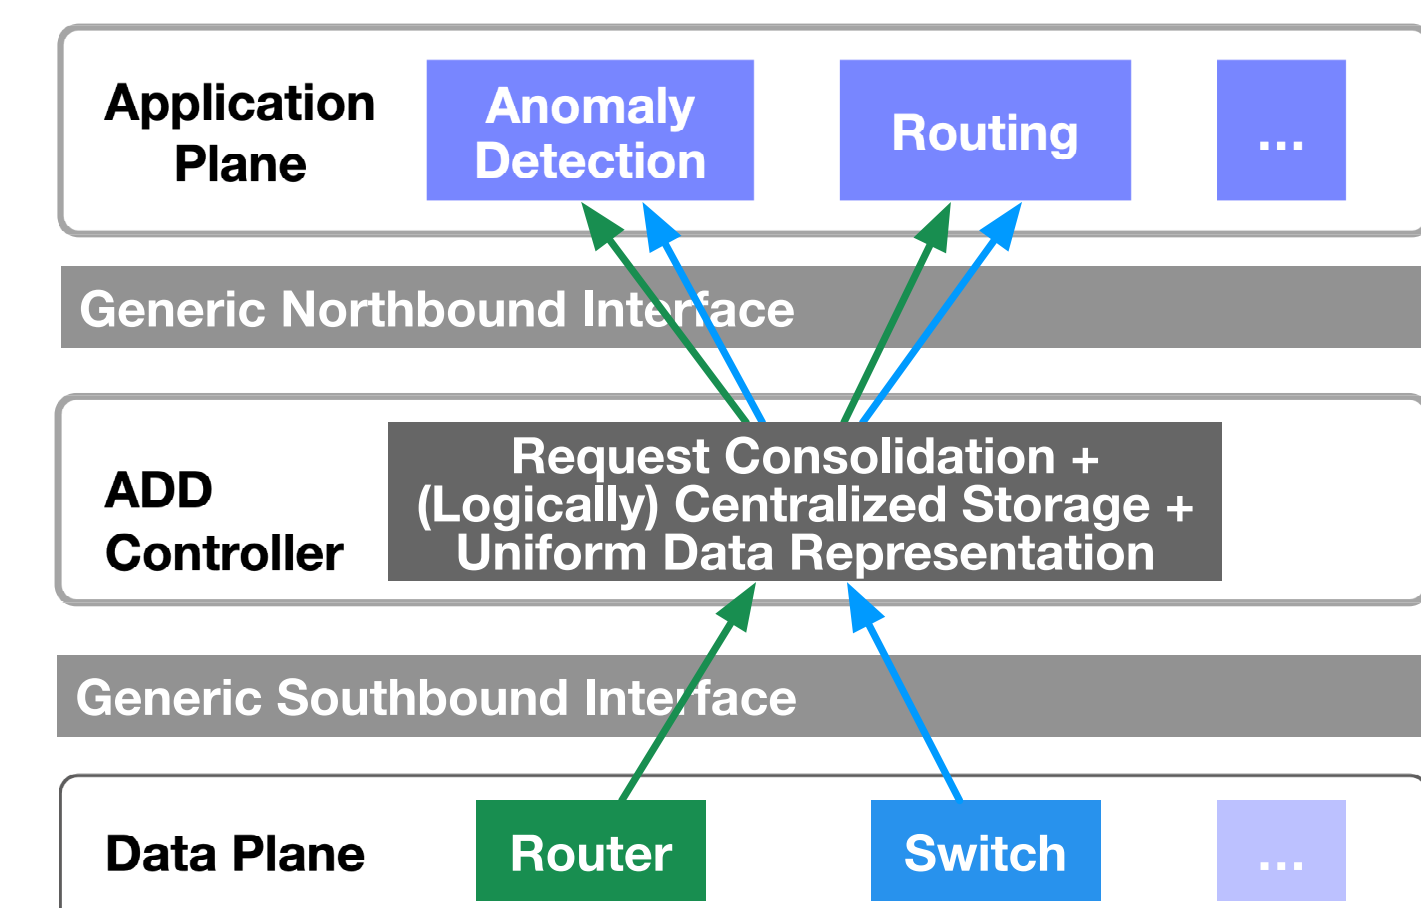 Application
Plane
Anomaly
Detection
Routing
...
Generic Northbound Interface
ADD
Controller
Request Consolidation +
(Logically) Centralized Storage +
Uniform Data Representation
Generic Southbound Interface
Data Plane
Router
Switch
...